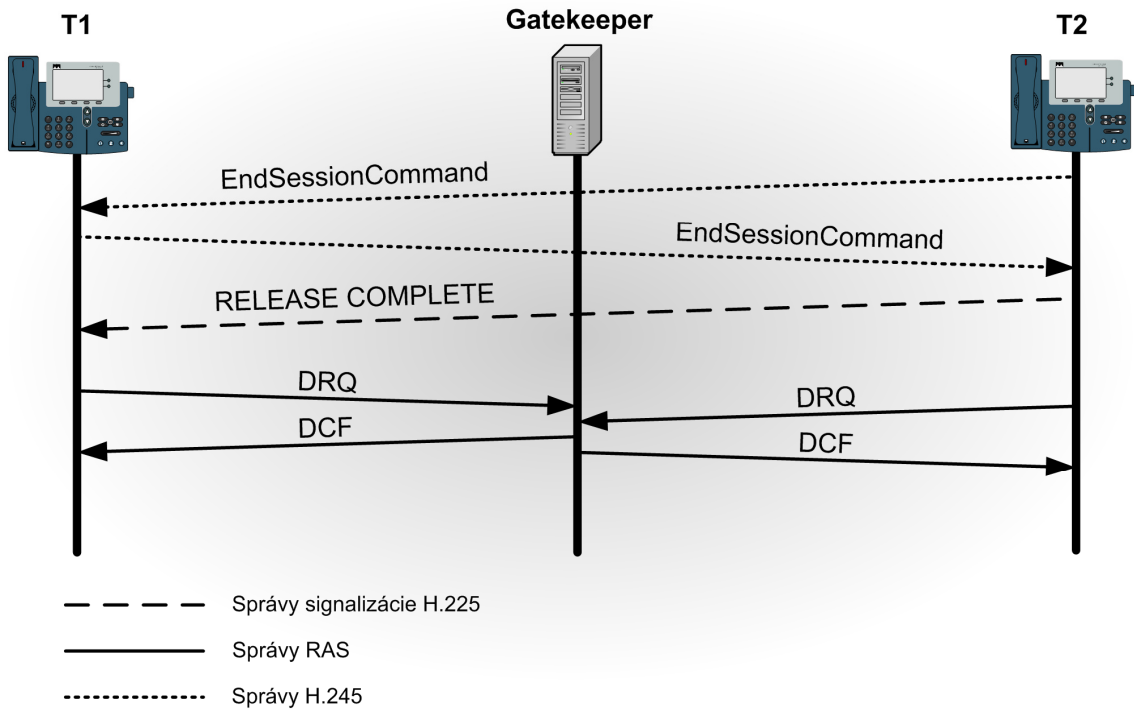 T1
Gatekeeper
T2
EndSessionCommand
EndSessionCommand
RELEASE COMPLETE
DRQ
DRQ
DCF
DCF
Správy signalizácie H.225
Správy RAS
Správy H.245